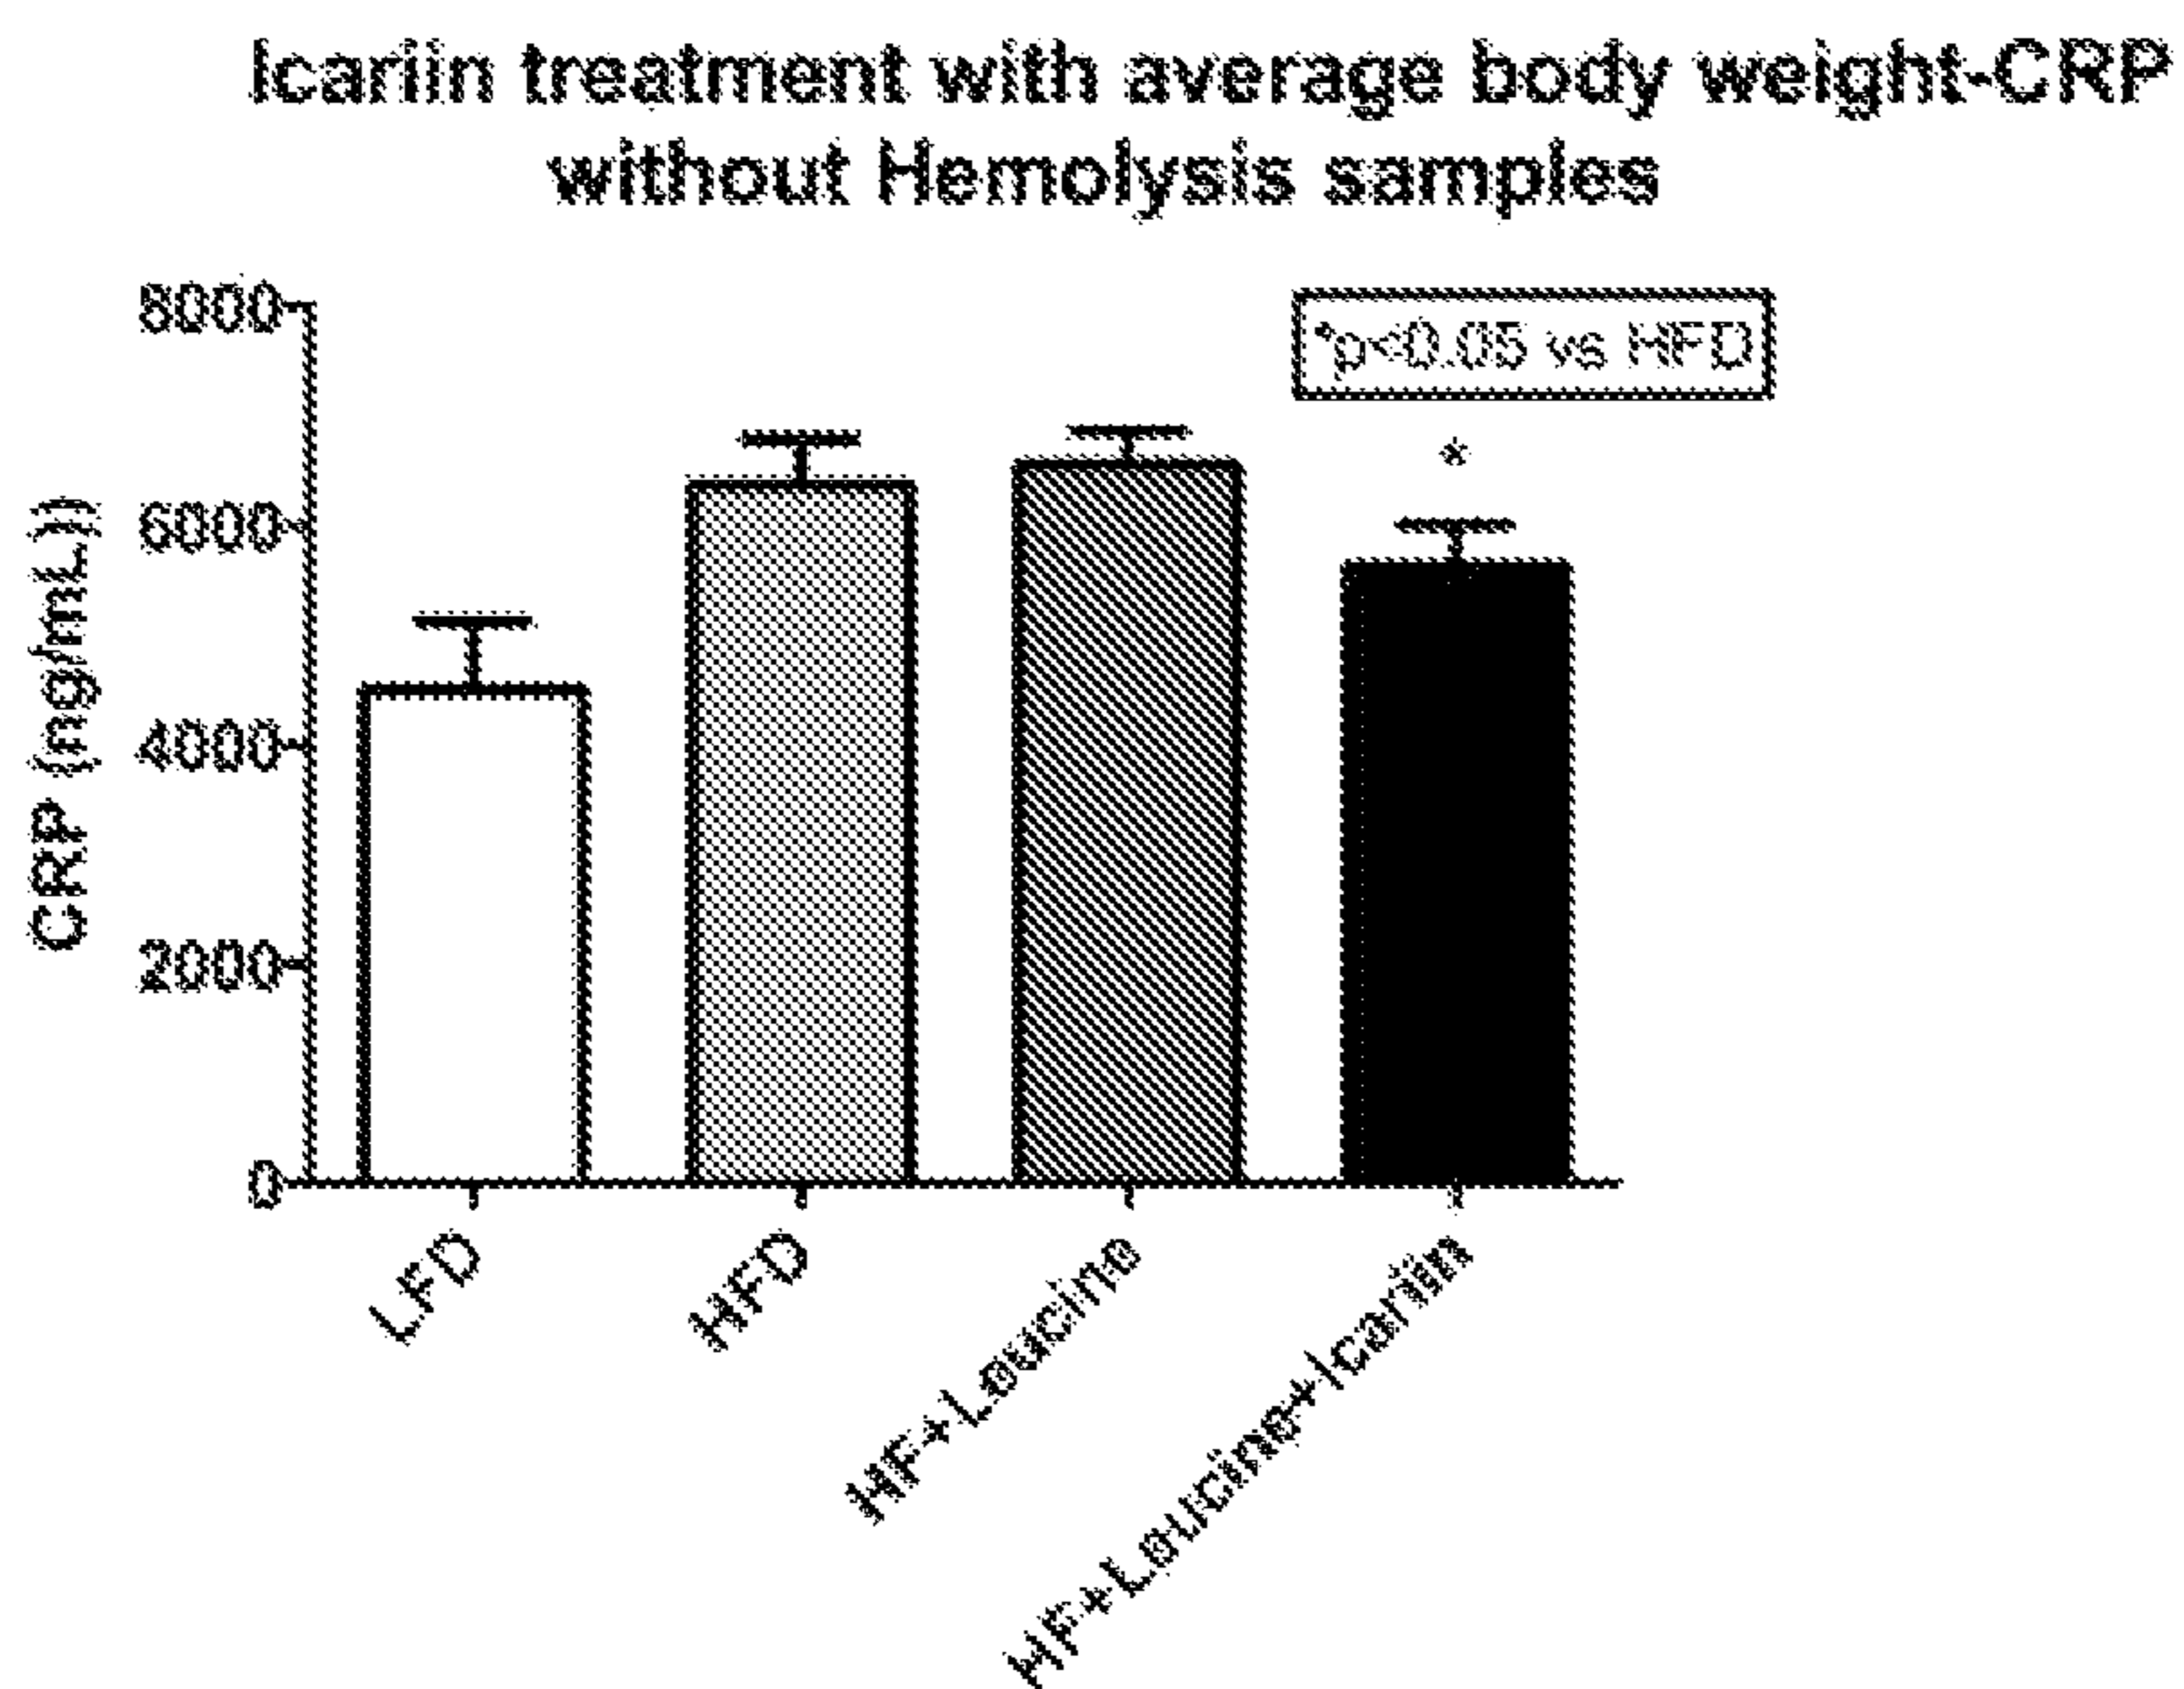 Icariin treatment with average body weight-CRP
without Hemolysis samples
8000
6000
4000
2000
0
CRP (ng/mL))
*p<0.05 vs HFD
*
LFD
HFD
HF+Leucine
HF+Leucine+Icariin